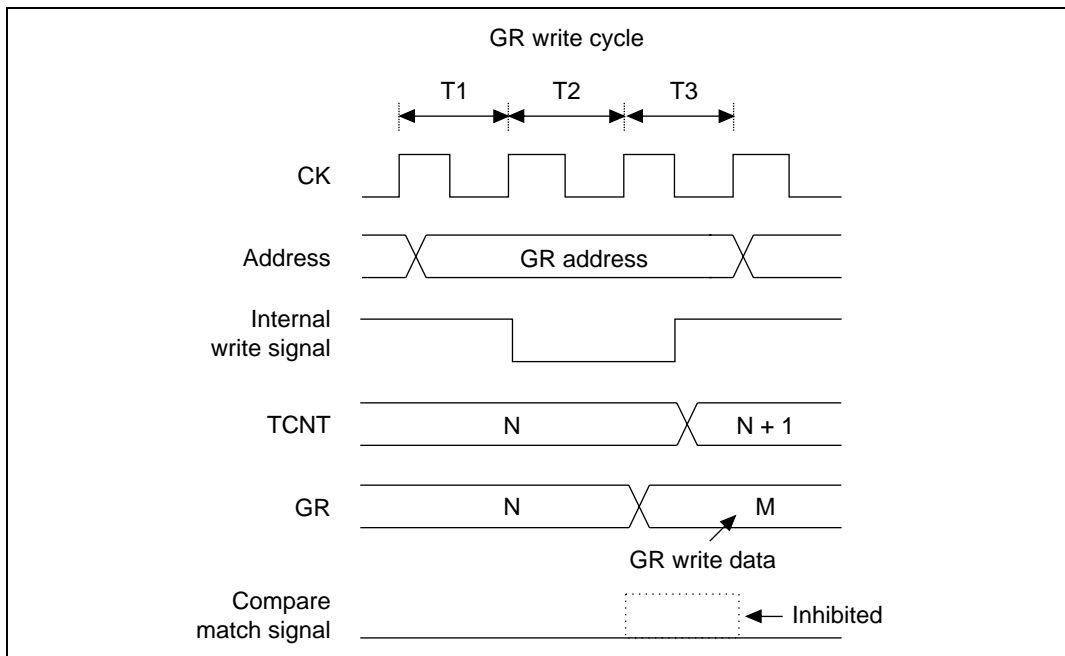 GR write cycle
T1 T2 T3
CK
Address GR address
Internal
write signal
TCNT N N + 1
GR N M
GR write data
Compare
match signal Inhibited